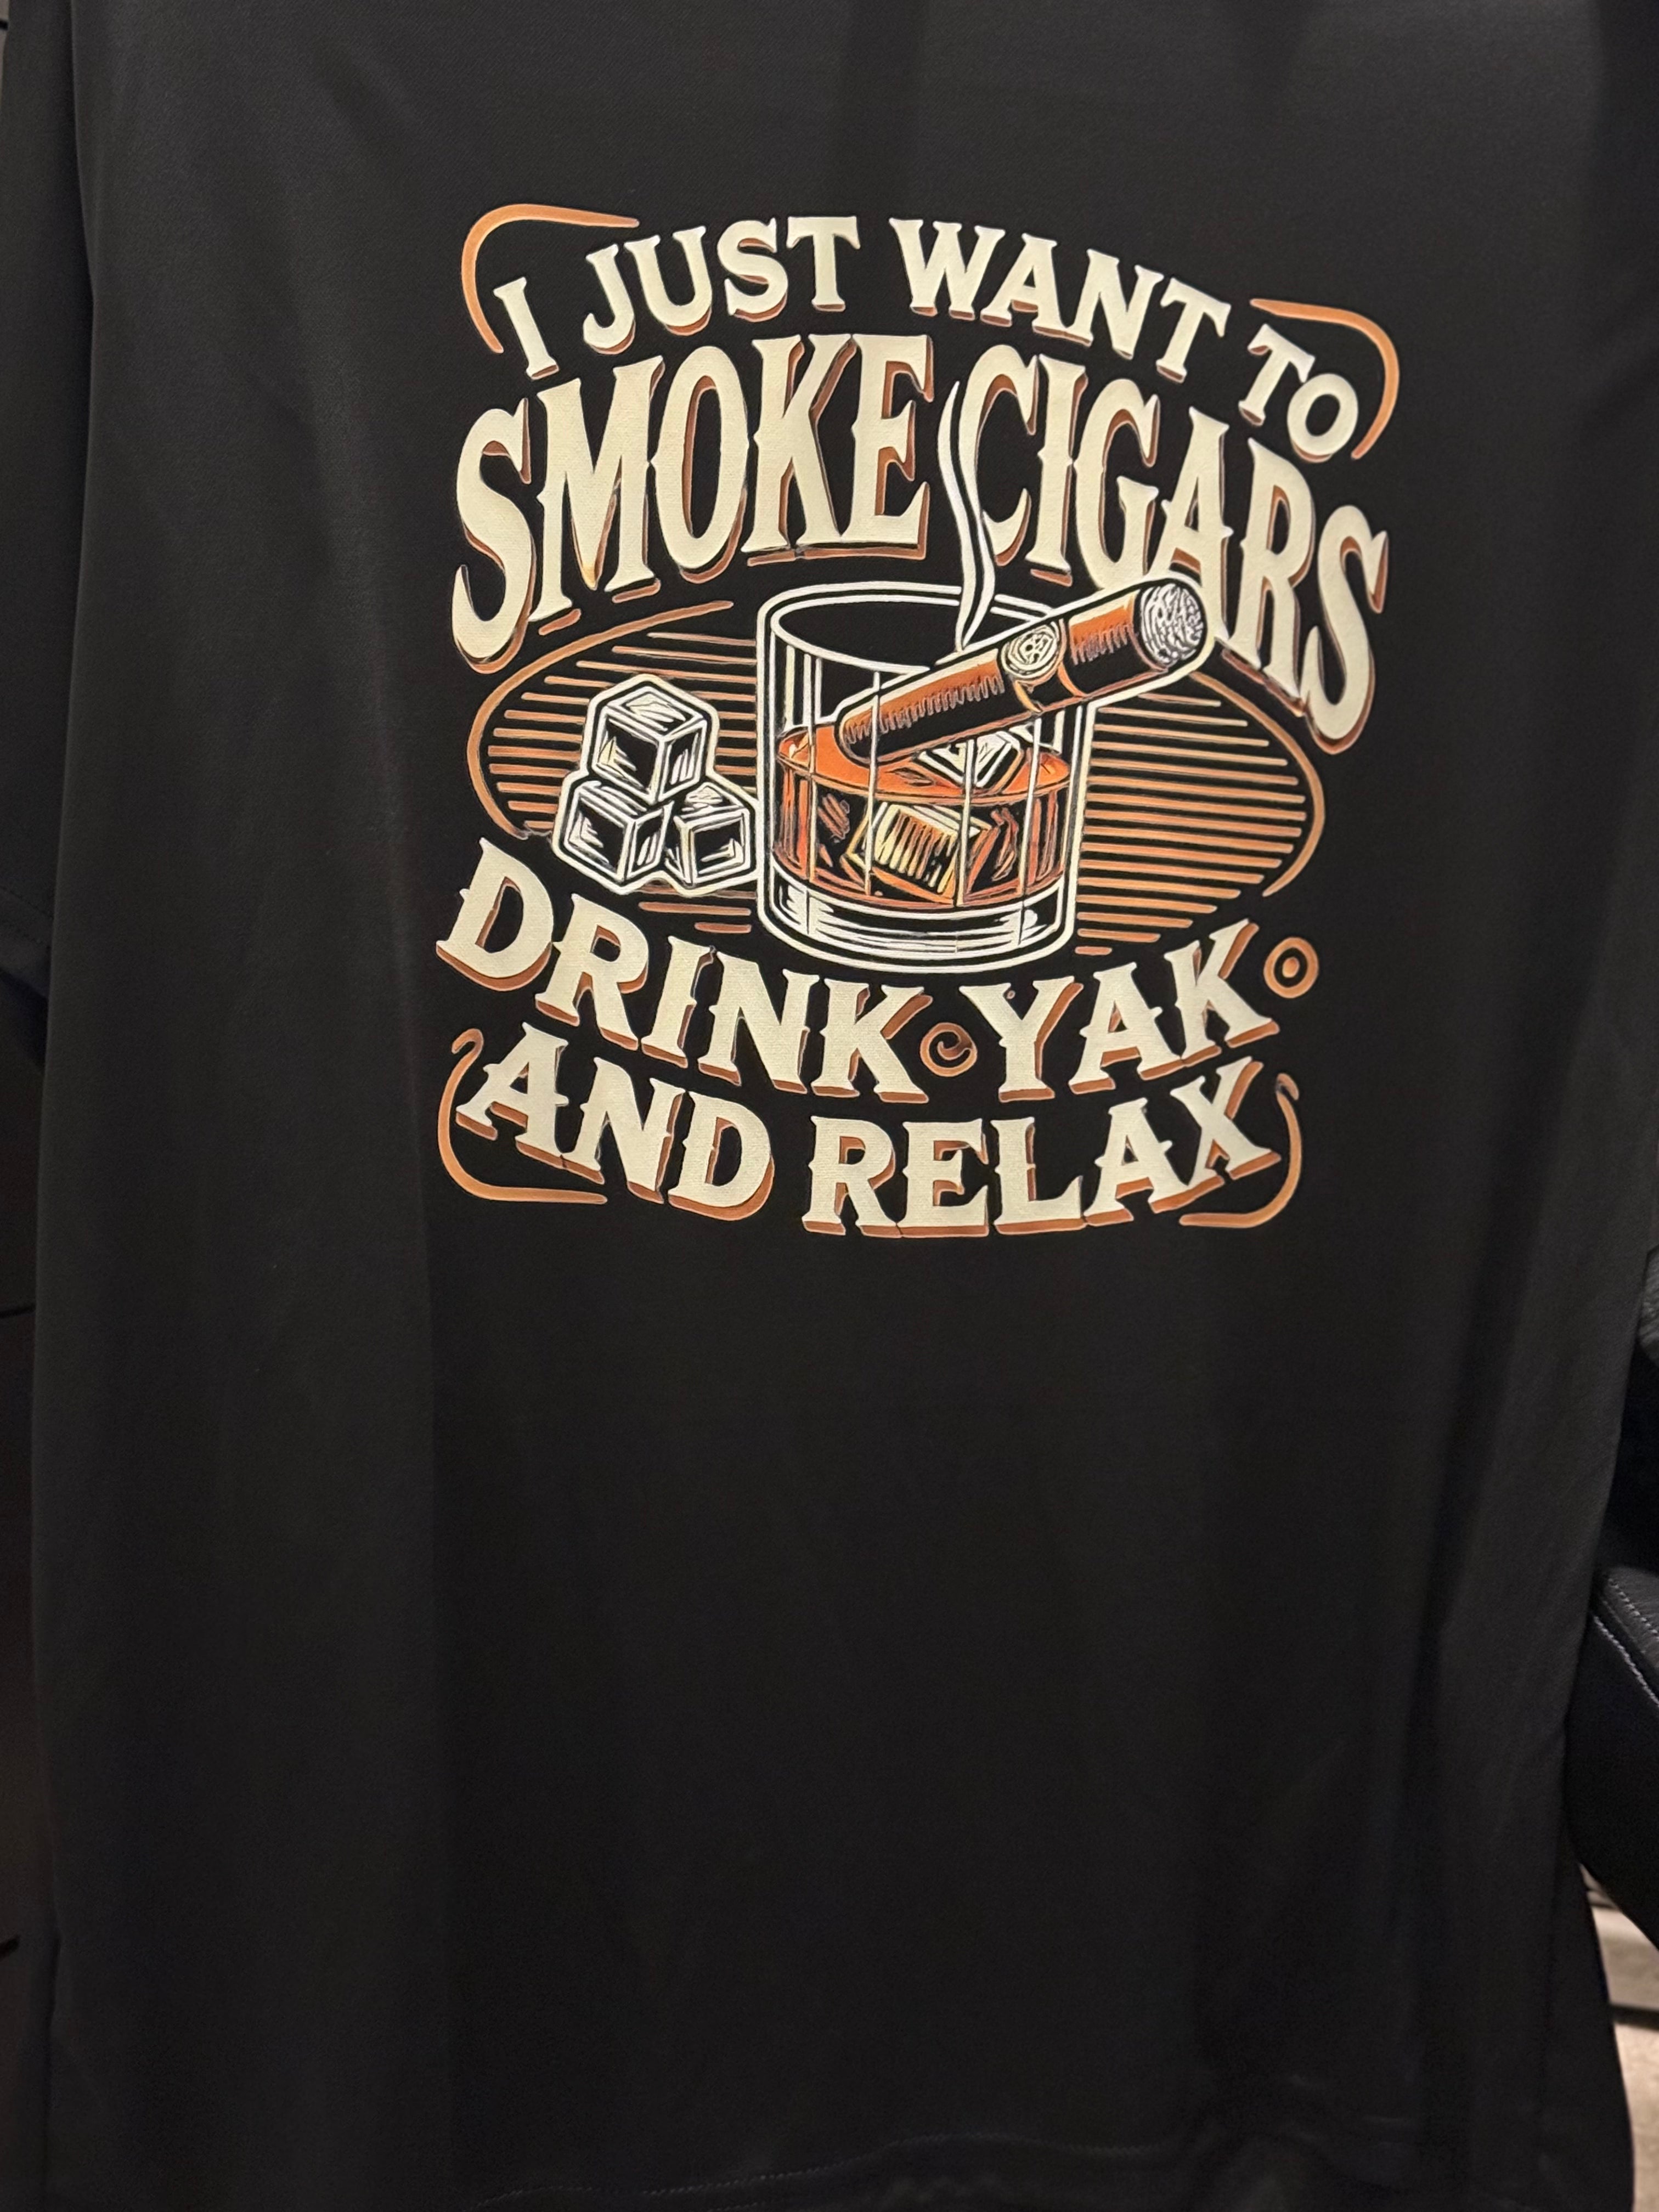 I JUST WANT TO
SMOKE CIGARS
DRINK YAK
AND RELAX